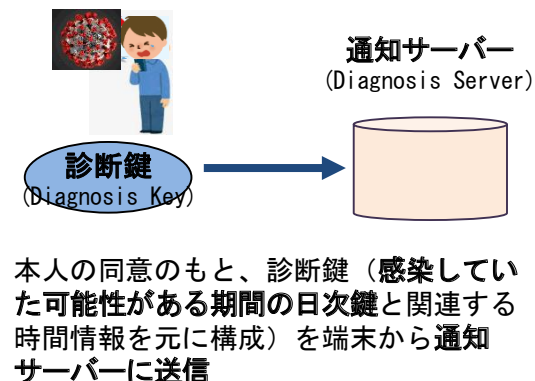 通知サーバー
(Diagnosis Server)
診断鍵
(Diagnosis Key)
本人の同意のもと、診断鍵（感染してい
た可能性がある期間の日次鍵と関連する
時間情報を元に構成）を端末から通知
サーバーに送信